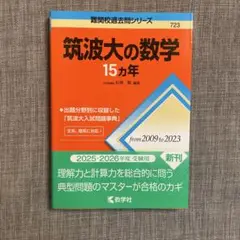 難関校過去問シリーズ
723
筑波大の数学
15カ年
●出題分野別に収録した
「筑波大入試問題事典」
from 2009 to 2023
2025-2026年度 受験用
新刊
理解力と計算力を総合的に問う
典型問題のマスターが合格のカギ
教学社